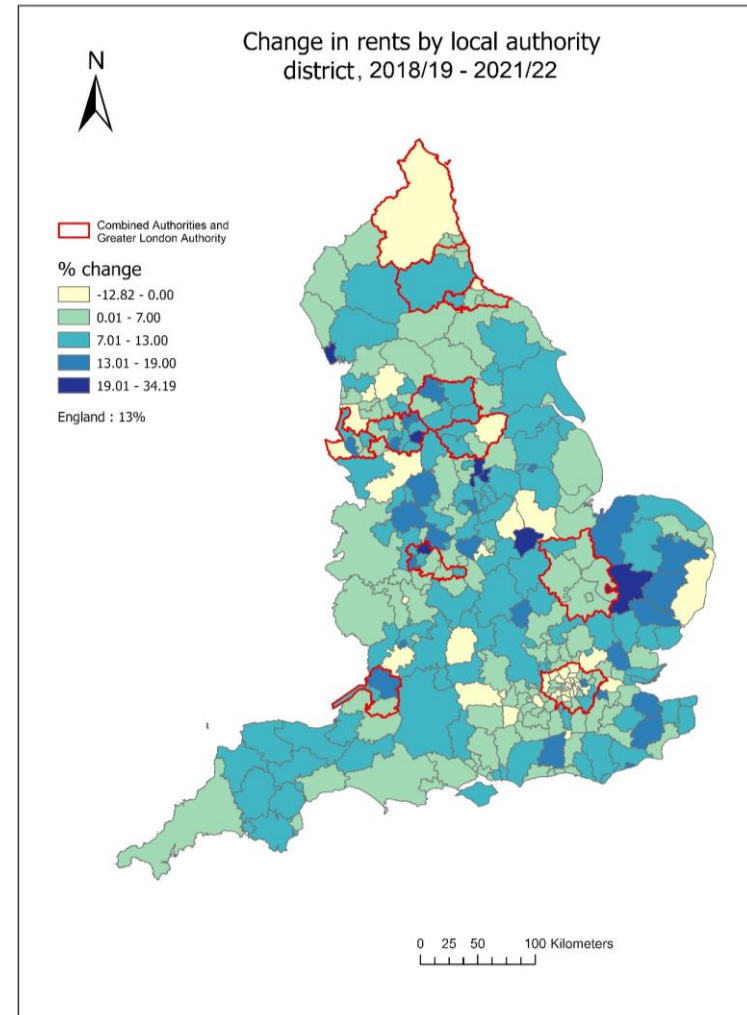 Change in rents by local authority
district, 2018/19 - 2021/22
N
Combined Authorities and
Greater London Authority
% change
-12.82 - 0.00
0.01 - 7.00
7.01 - 13.00
13.01 - 19.00
19.01 - 34.19
England : 13%
0 25 50 100 Kilometers